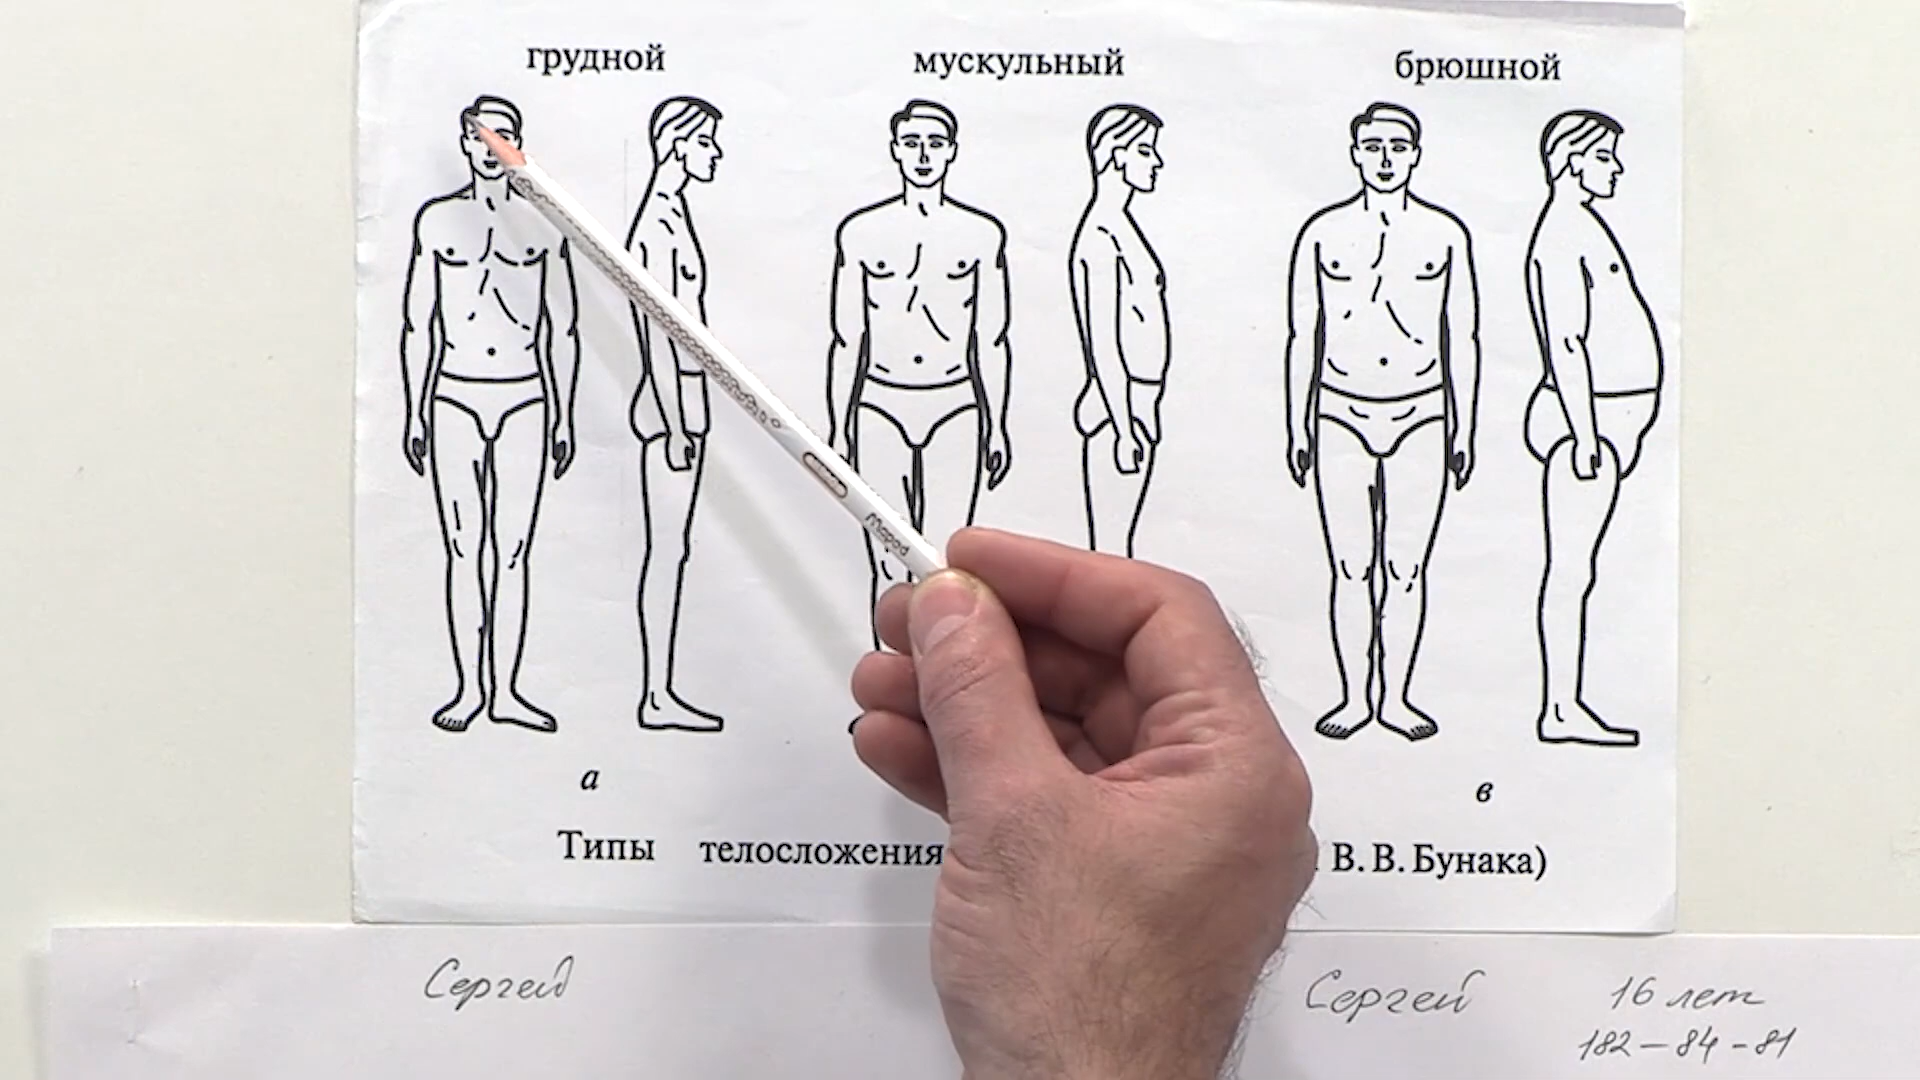 грудной
мускульный
брюшной
а
в
Типы телосложения
В. В. Бунака)
Сергей
Сергей 16 лет
182 – 84 – 81